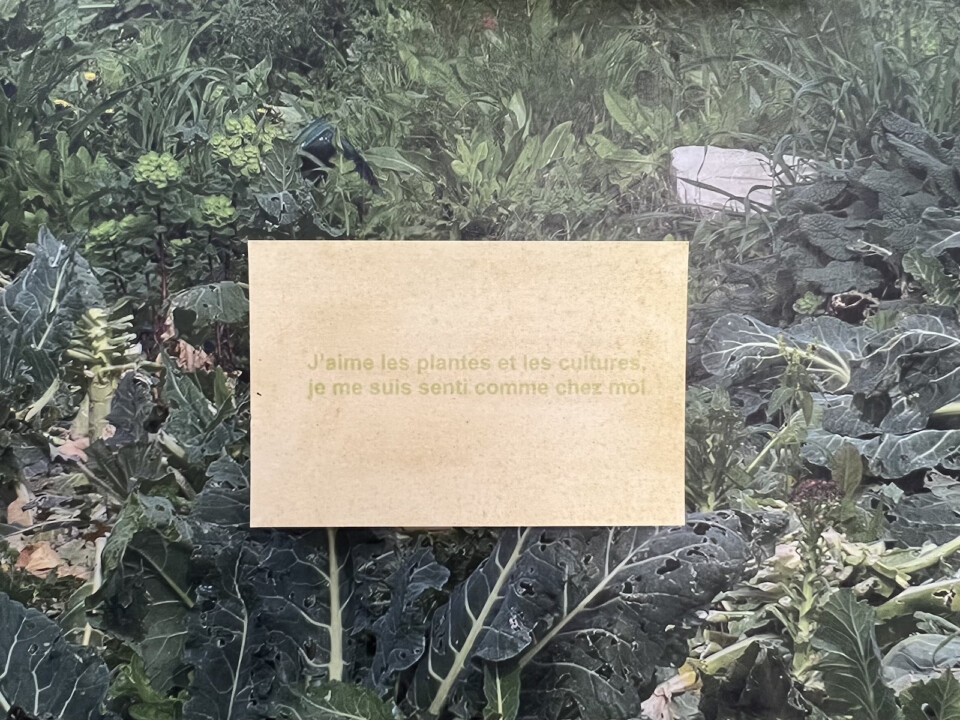 J'aime les plantes et les cultures,
je me suis senti comme chez moi